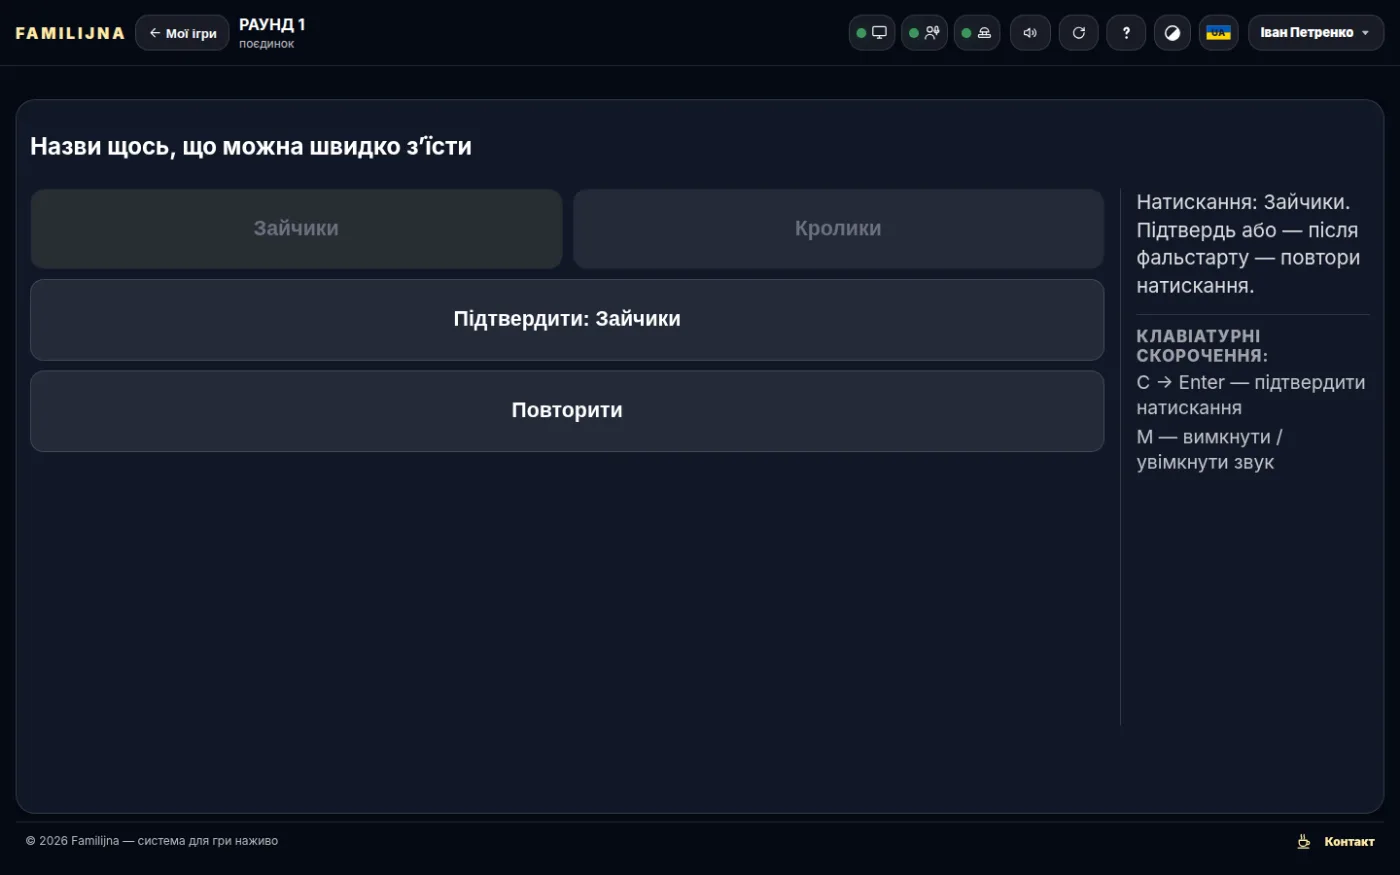 FAMILIJNA
← Мої ігри
РАУНД 1
поєдинок
?
UA
Іван Петренко
Назви щось, що можна швидко з’їсти
Зайчики
Кролики
Підтвердити: Зайчики
Повторити
Натискання: Зайчики.
Підтвердь або — після
фальстарту — повтори
натискання.
КЛАВІАТУРНІ
СКОРОЧЕННЯ:
C → Enter — підтвердити
натискання
M — вимкнути /
увімкнути звук
© 2026 Familijna — система для гри наживо
Контакт